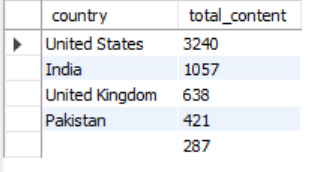 country total_content
United States 3240
India 1057
United Kingdom 638
Pakistan 421
287